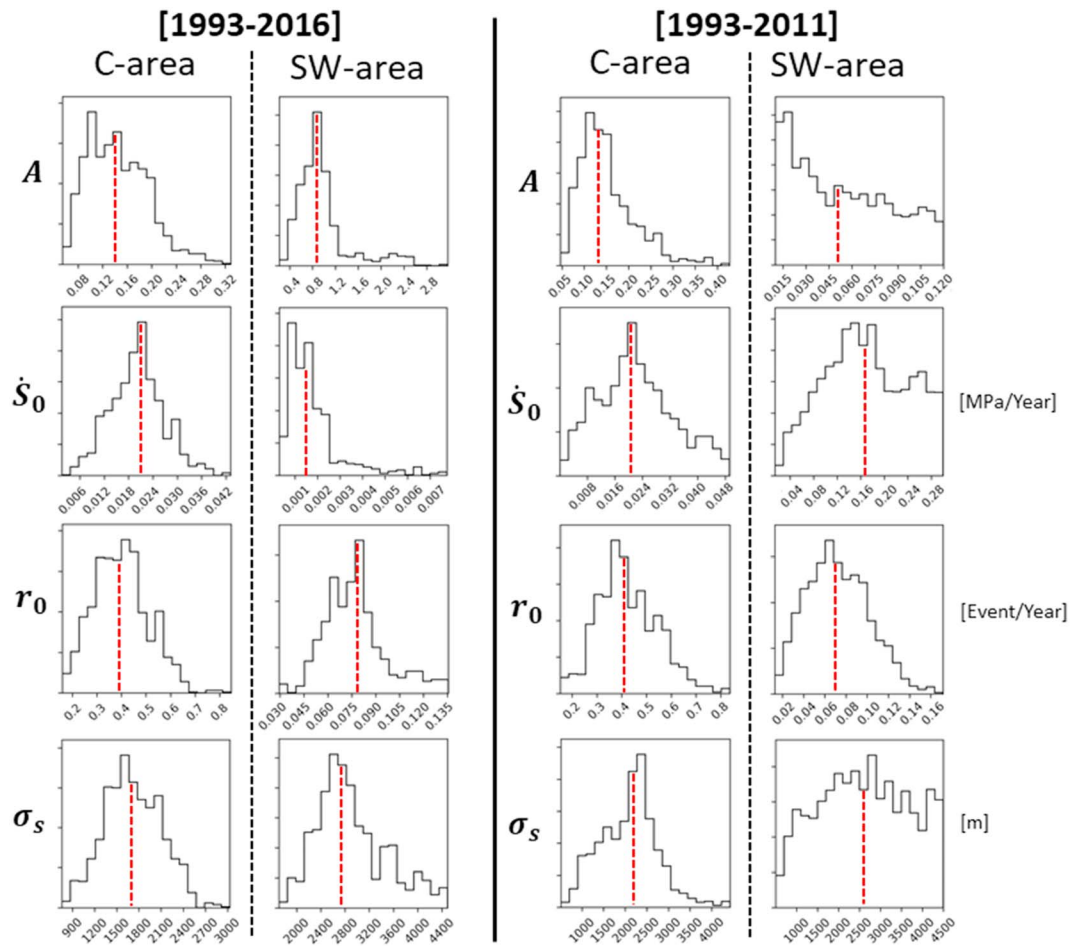 [1993-2016] [1993-2011]
C-area SW-area C-area SW-area
A A
0.08 0.12 0.16 0.20 0.24 0.28 0.32 0.4 0.8 1.2 1.6 2.0 2.4 2.8 0.05 0.10 0.15 0.20 0.25 0.30 0.35 0.40 0.015 0.030 0.045 0.060 0.075 0.090 0.105 0.120
Ṡ₀ Ṡ₀ [MPa/Year]
0.006 0.012 0.018 0.024 0.030 0.036 0.042 0.001 0.002 0.003 0.004 0.005 0.006 0.007 0.008 0.016 0.024 0.032 0.040 0.048 0.04 0.08 0.12 0.16 0.20 0.24 0.28
r₀ r₀ [Event/Year]
0.2 0.3 0.4 0.5 0.6 0.7 0.8 0.030 0.045 0.060 0.075 0.090 0.105 0.120 0.135 0.2 0.3 0.4 0.5 0.6 0.7 0.8 0.02 0.04 0.06 0.08 0.10 0.12 0.14 0.16
σₛ σₛ [m]
900 1200 1500 1800 2100 2400 2700 3000 2000 2400 2800 3200 3600 4000 4400 1000 1500 2000 2500 3000 3500 4000 1000 1500 2000 2500 3000 3500 4000 4500